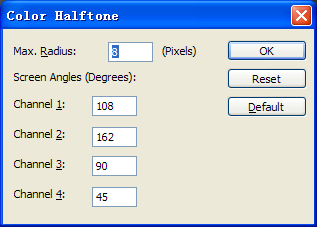 Color Halftone
Max. Radius: 8 (Pixels) OK
Screen Angles (Degrees): Reset
Channel 1: 108 Default
Channel 2: 162
Channel 3: 90
Channel 4: 45